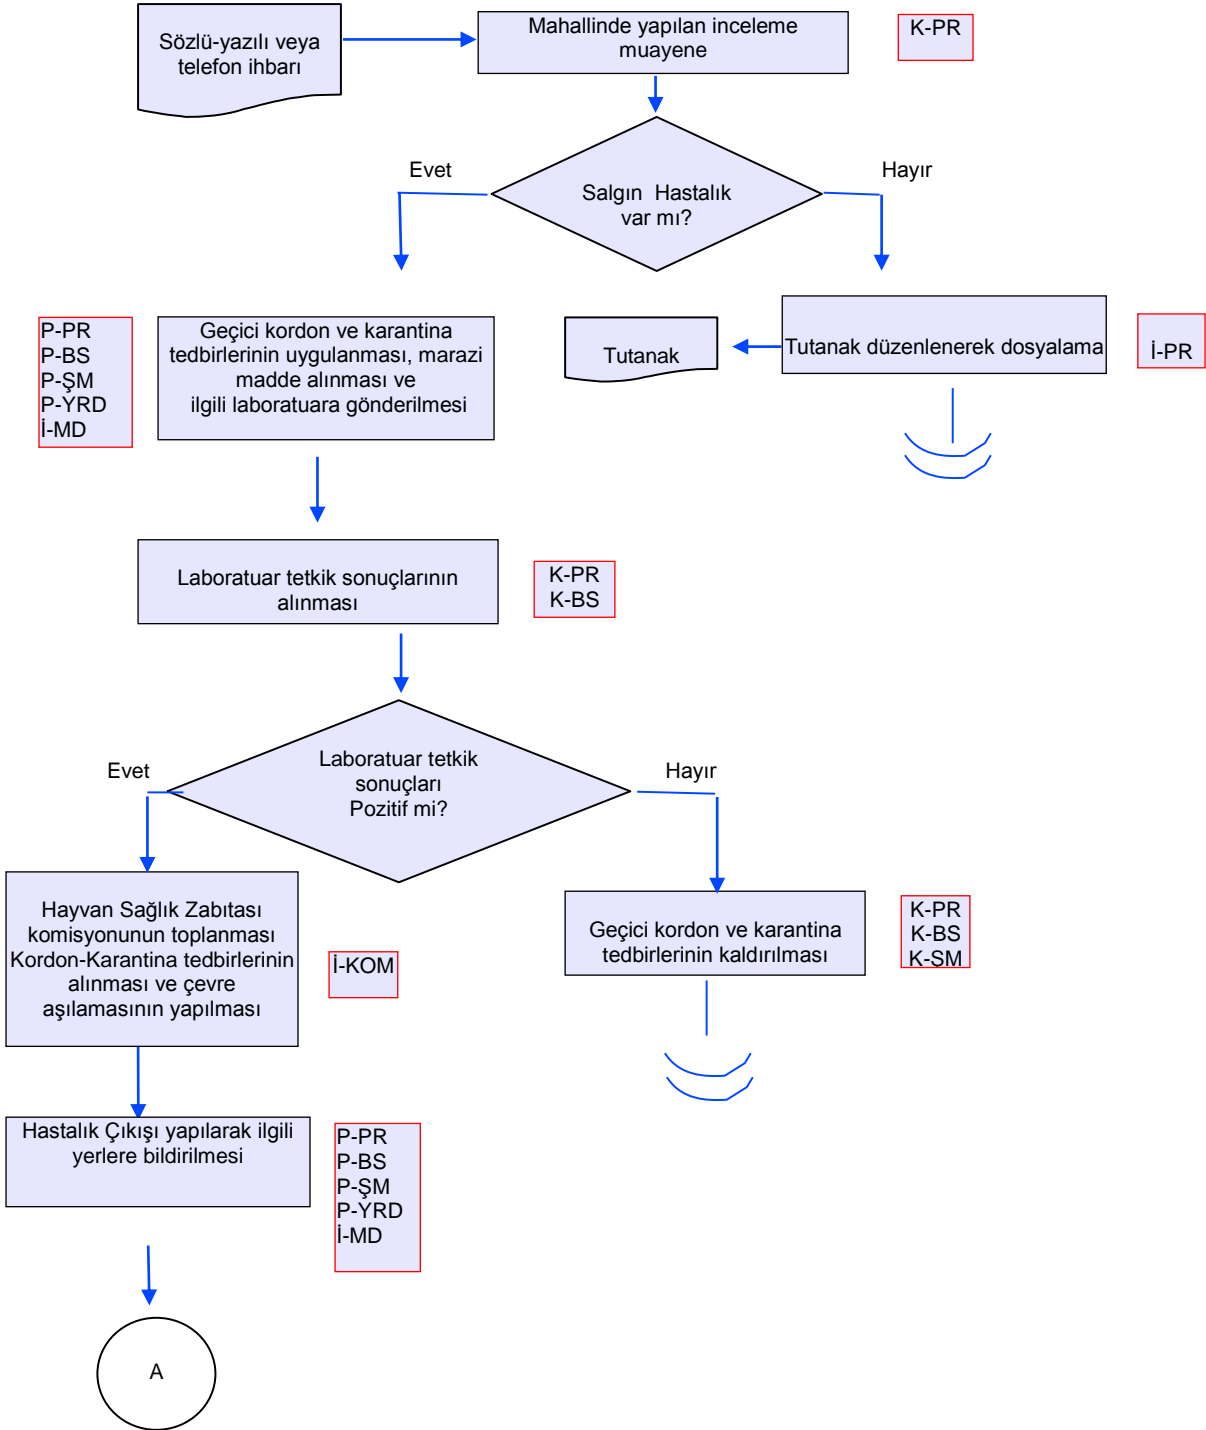 Sözlü-yazılı veya
telefon ihbarı
Mahallinde yapılan inceleme
muayene
K-PR
Evet
Hayır
Salgın Hastalık
var mı?
P-PR
P-BS
P-ŞM
P-YRD
İ-MD
Geçici kordon ve karantina
tedbirlerinin uygulanması, marazi
madde alınması ve
ilgili laboratuara gönderilmesi
Tutanak
Tutanak düzenlenerek dosyalama
İ-PR
Laboratuar tetkik sonuçlarının
alınması
K-PR
K-BS
Evet
Laboratuar tetkik
sonuçları
Pozitif mi?
Hayır
Hayvan Sağlık Zabıtası
komisyonunun toplanması
Kordon-Karantina tedbirlerinin
alınması ve çevre
aşılamasının yapılması
İ-KOM
Geçici kordon ve karantina
tedbirlerinin kaldırılması
K-PR
K-BS
K-ŞM
Hastalık Çıkışı yapılarak ilgili
yerlere bildirilmesi
P-PR
P-BS
P-ŞM
P-YRD
İ-MD
A